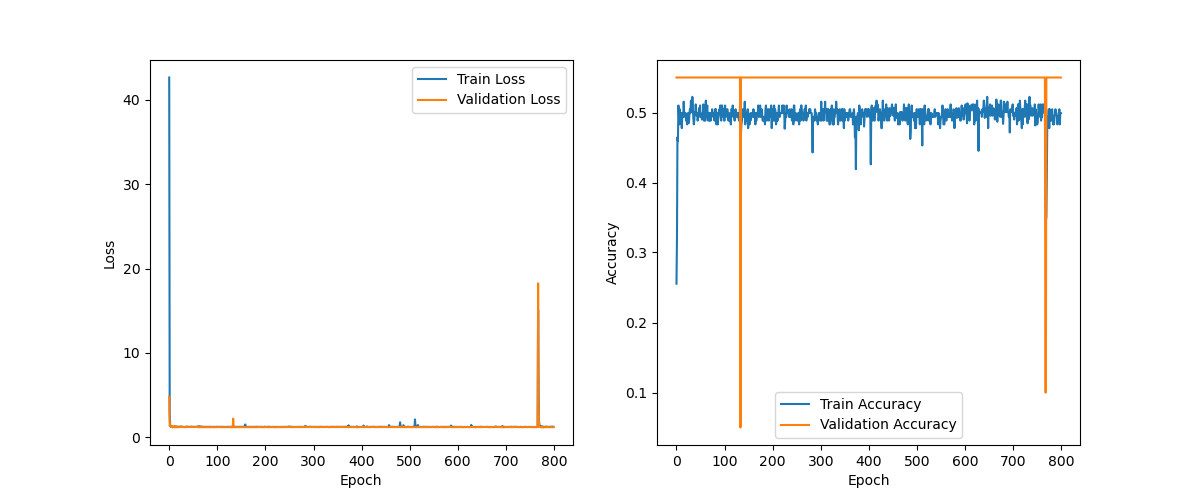 Train Loss
Validation Loss
40
30
20
10
0
0 100 200 300 400 500 600 700 800
Epoch
Loss
0.5
0.4
0.3
0.2
0.1
Train Accuracy
Validation Accuracy
0 100 200 300 400 500 600 700 800
Epoch
Accuracy